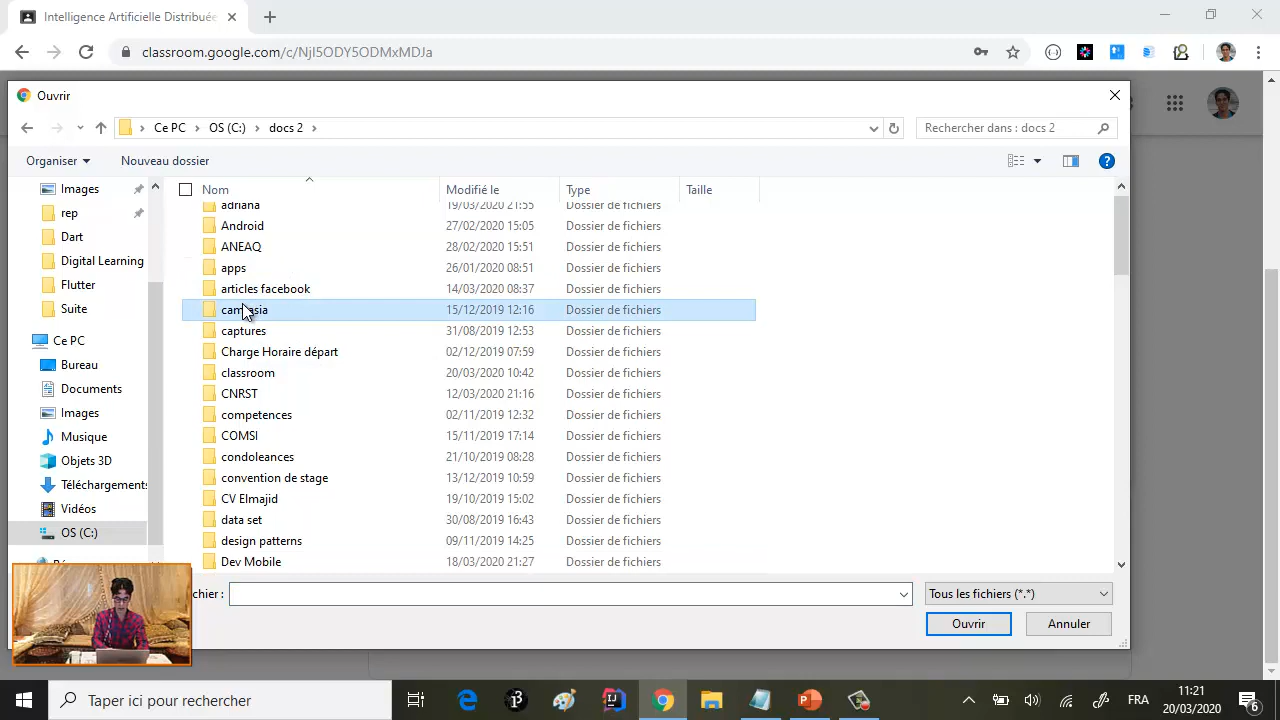 Intelligence Artificielle Distribuée
classroom.google.com/c/NjI5ODY5ODMxMDJa
Ouvrir
Ce PC > OS (C:) > docs 2 >
Rechercher dans : docs 2
Organiser
Nouveau dossier
Nom Modifié le Type Taille
Images
rep
Dart
Digital Learning
Flutter
Suite
Ce PC
Bureau
Documents
Images
Musique
Objets 3D
Téléchargements
Vidéos
OS (C:)
adriana 19/03/2020 21:55 Dossier de fichiers
Android 27/02/2020 15:05 Dossier de fichiers
ANEAQ 28/02/2020 15:51 Dossier de fichiers
apps 26/01/2020 08:51 Dossier de fichiers
articles facebook 14/03/2020 08:37 Dossier de fichiers
camtasia 15/12/2019 12:16 Dossier de fichiers
captures 31/08/2019 12:53 Dossier de fichiers
Charge Horaire départ 02/12/2019 07:59 Dossier de fichiers
classroom 20/03/2020 10:42 Dossier de fichiers
CNRST 12/03/2020 21:16 Dossier de fichiers
competences 02/11/2019 12:32 Dossier de fichiers
COMSI 15/11/2019 17:14 Dossier de fichiers
condoleances 21/10/2019 08:28 Dossier de fichiers
convention de stage 13/12/2019 10:59 Dossier de fichiers
CV Elmajid 19/10/2019 15:02 Dossier de fichiers
data set 30/08/2019 16:43 Dossier de fichiers
design patterns 09/11/2019 14:25 Dossier de fichiers
Dev Mobile 18/03/2020 21:27 Dossier de fichiers
chier :
Tous les fichiers (*.*)
Ouvrir
Annuler
Taper ici pour rechercher
FRA
11:21
20/03/2020
6